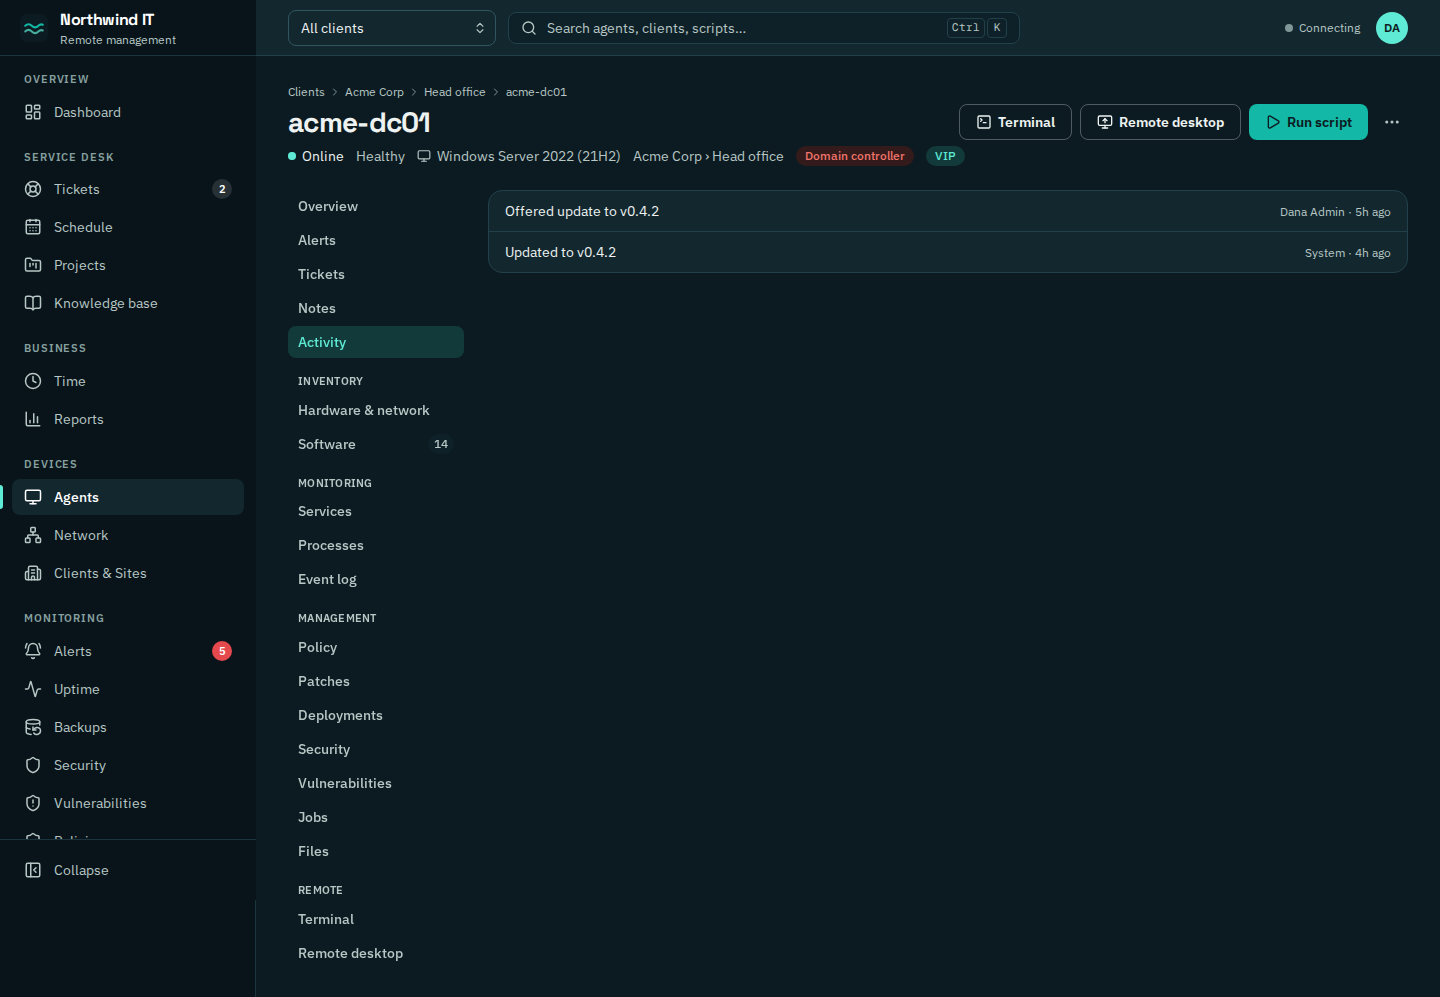 Northwind IT
Remote management
All clients
Search agents, clients, scripts...
Ctrl K
Connecting
DA
OVERVIEW
Dashboard
SERVICE DESK
Tickets 2
Schedule
Projects
Knowledge base
BUSINESS
Time
Reports
DEVICES
Agents
Network
Clients & Sites
MONITORING
Alerts 5
Uptime
Backups
Security
Vulnerabilities
Collapse
Clients > Acme Corp > Head office > acme-dc01
acme-dc01
Terminal
Remote desktop
Run script
Online Healthy Windows Server 2022 (21H2) Acme Corp › Head office Domain controller VIP
Overview
Alerts
Tickets
Notes
Activity
INVENTORY
Hardware & network
Software 14
MONITORING
Services
Processes
Event log
MANAGEMENT
Policy
Patches
Deployments
Security
Vulnerabilities
Jobs
Files
REMOTE
Terminal
Remote desktop
Offered update to v0.4.2 Dana Admin · 5h ago
Updated to v0.4.2 System · 4h ago